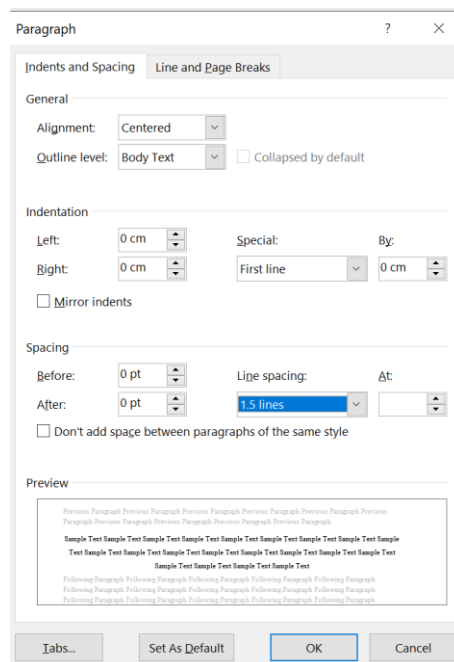 Paragraph ? ×
Indents and Spacing Line and Page Breaks
General
Alignment: Centered
Outline level: Body Text Collapsed by default
Indentation
Left: 0 cm Special: By:
Right: 0 cm First line 0 cm
Mirror indents
Spacing
Before: 0 pt Line spacing: At:
After: 0 pt 1.5 lines
Don't add space between paragraphs of the same style
Preview
Previous Paragraph Previous Paragraph Previous Paragraph Previous Paragraph Previous Paragraph Previous
Paragraph Previous Paragraph Previous Paragraph Previous Paragraph Previous Paragraph
Sample Text Sample Text Sample Text Sample Text Sample Text Sample Text Sample Text Sample Text Sample
Text Sample Text Sample Text Sample Text Sample Text Sample Text Sample Text Sample Text Sample Text
Sample Text Sample Text Sample Text Sample Text
Following Paragraph Following Paragraph Following Paragraph Following Paragraph Following Paragraph
Following Paragraph Following Paragraph Following Paragraph Following Paragraph Following Paragraph
Following Paragraph Following Paragraph Following Paragraph Following Paragraph Following Paragraph
Tabs... Set As Default OK Cancel